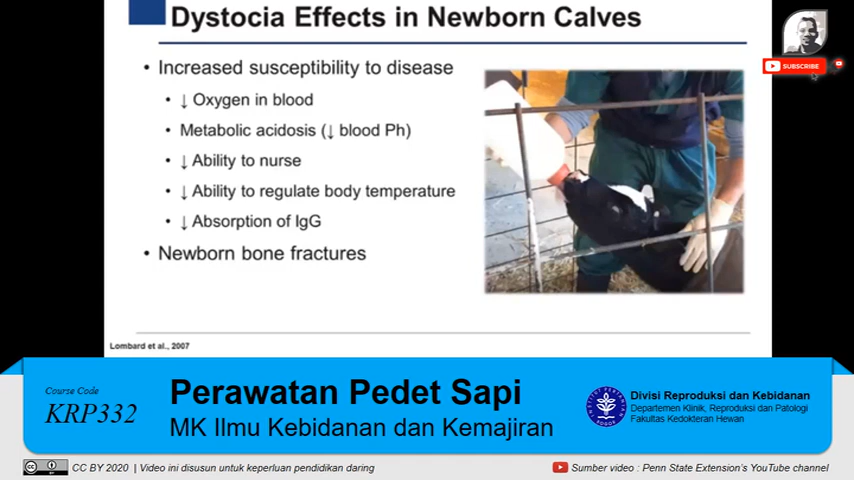 Dystocia Effects in Newborn Calves
SUBSCRIBE
• Increased susceptibility to disease
• ↓ Oxygen in blood
• Metabolic acidosis (↓ blood Ph)
• ↓ Ability to nurse
• ↓ Ability to regulate body temperature
• ↓ Absorption of IgG
• Newborn bone fractures
Lombard et al., 2007
Course Code
KRP332
Perawatan Pedet Sapi
MK Ilmu Kebidanan dan Kemajiran
Divisi Reproduksi dan Kebidanan
Departemen Klinik, Reproduksi dan Patologi
Fakultas Kedokteran Hewan
CC BY 2020 | Video ini disusun untuk keperluan pendidikan daring
Sumber video : Penn State Extension's YouTube channel